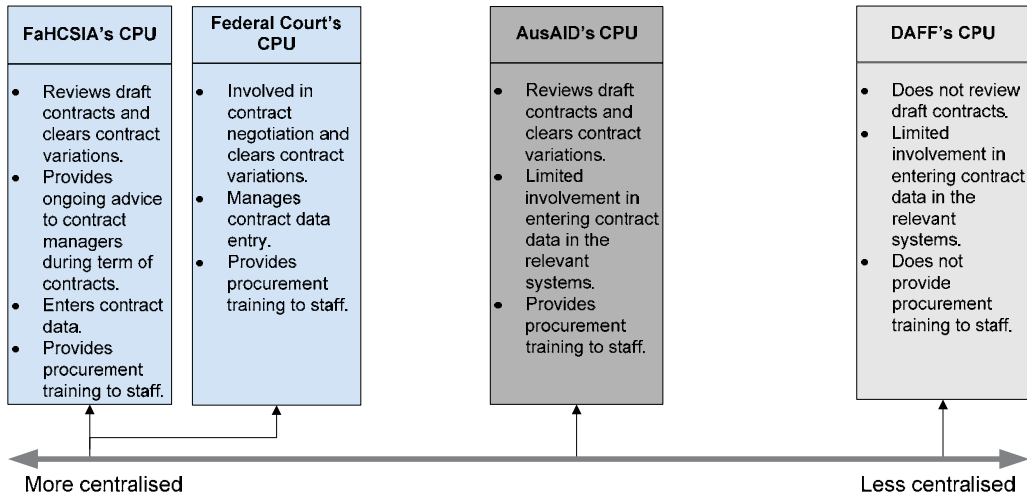 FaHCSIA's CPU
• Reviews draft
contracts and
clears contract
variations.
• Provides
ongoing advice
to contract
managers
during term of
contracts.
• Enters contract
data.
• Provides
procurement
training to staff.
Federal Court's
CPU
• Involved in
contract
negotiation and
clears contract
variations.
• Manages
contract data
entry.
• Provides
procurement
training to staff.
AusAID's CPU
• Reviews draft
contracts and
clears contract
variations.
• Limited
involvement in
entering contract
data in the
relevant
systems.
• Provides
procurement
training to staff.
DAFF's CPU
• Does not review
draft contracts.
• Limited
involvement in
entering contract
data in the
relevant
systems.
• Does not
provide
procurement
training to staff.
More centralised
Less centralised